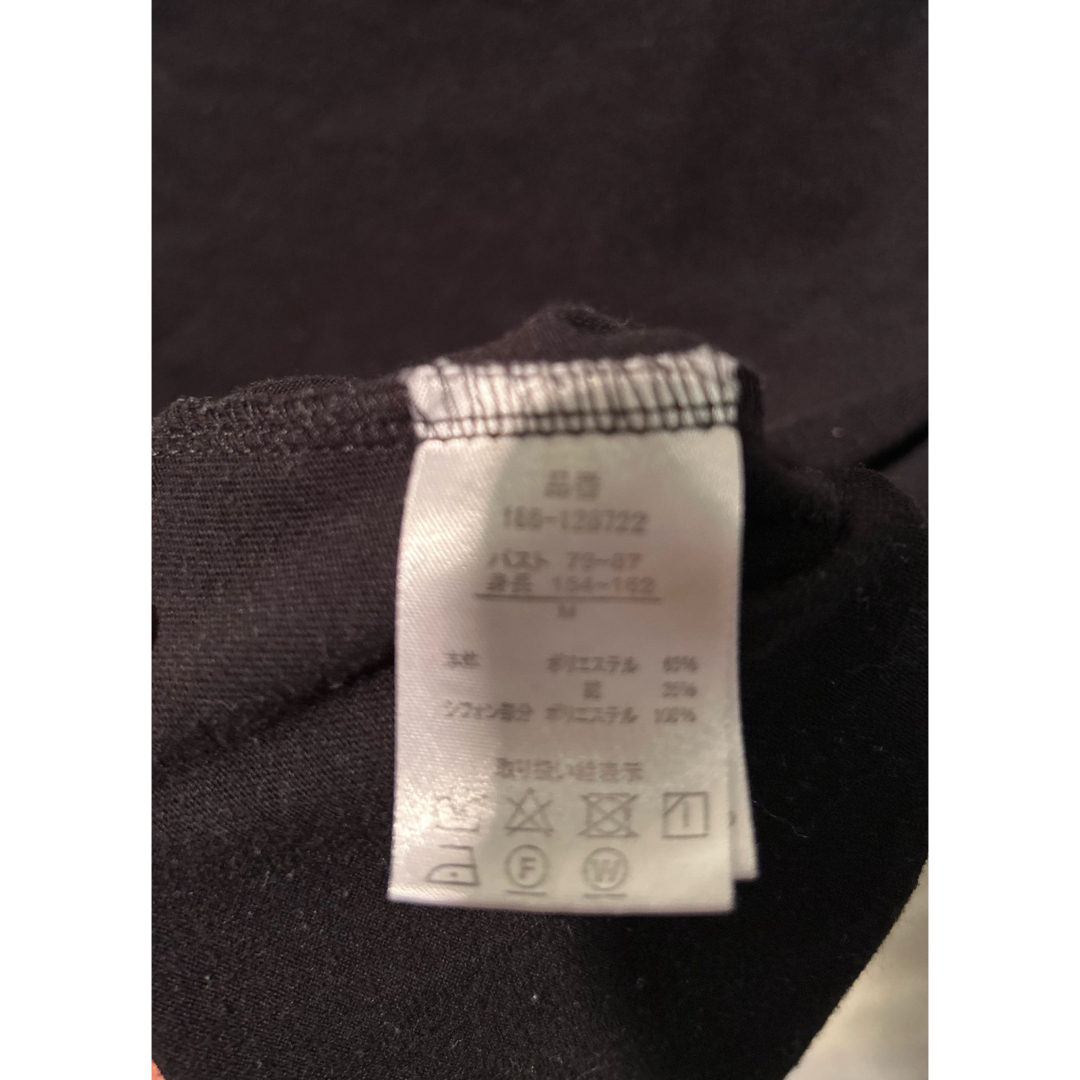 品番
バスト 79-87
身長 154-162
M
本体 ポリエステル 65%
綿 35%
シフォン部分 ポリエステル 100%
取り扱い絵表示
F W